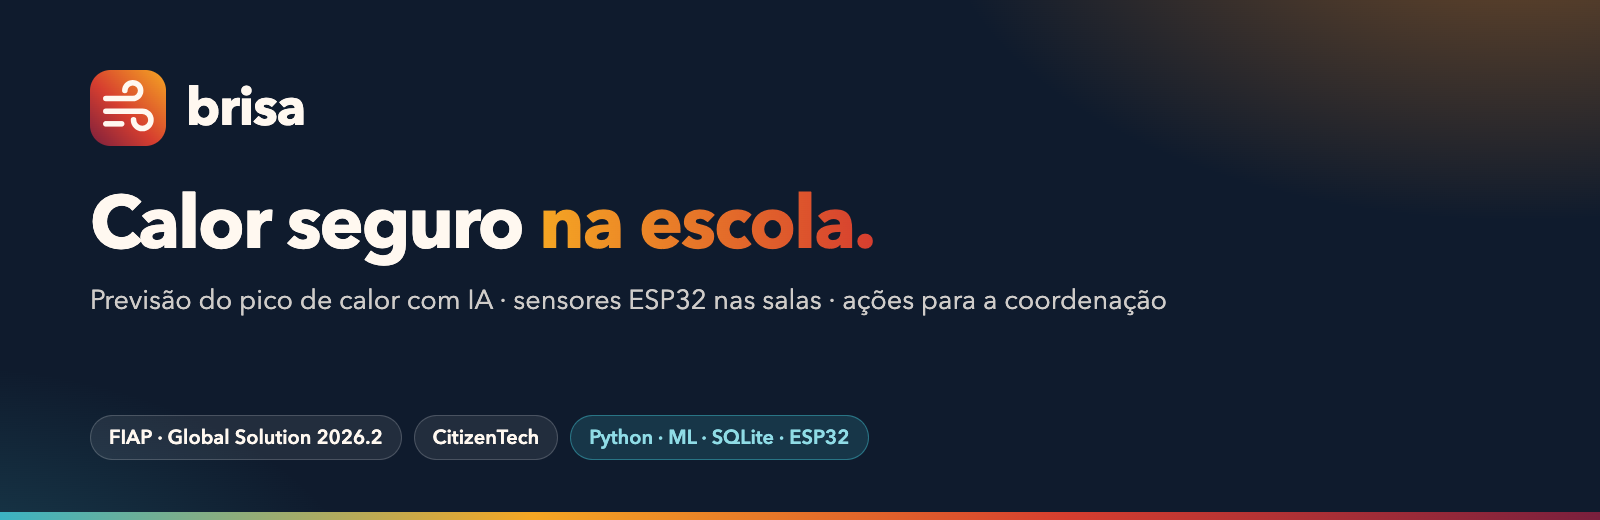 brisa
Calor seguro na escola.
Previsão do pico de calor com IA · sensores ESP32 nas salas · ações para a coordenação
FIAP · Global Solution 2026.2
CitizenTech
Python · ML · SQLite · ESP32